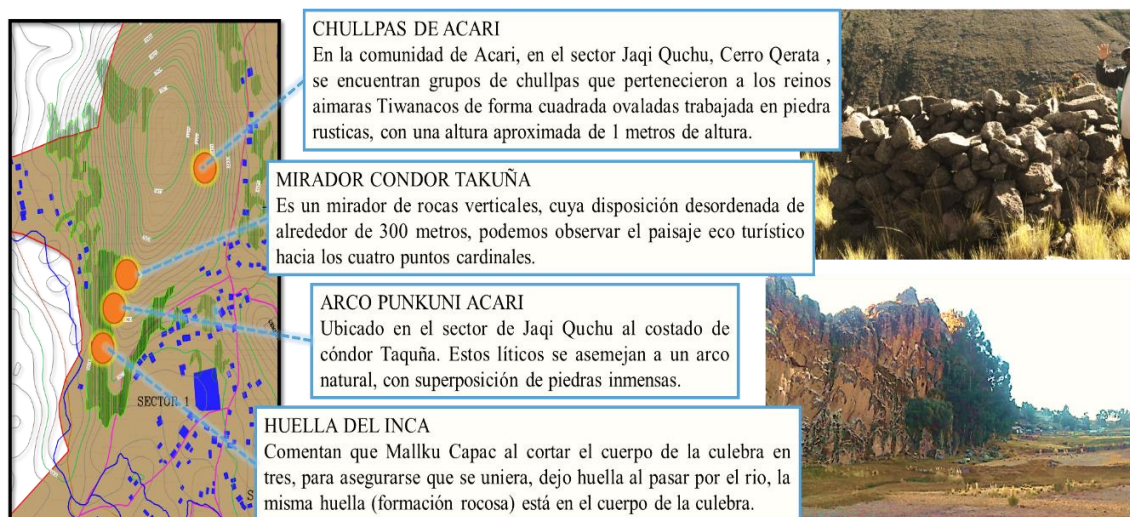 CHULLPAS DE ACARI
En la comunidad de Acari, en el sector Jaqi Quchu, Cerro Qerata ,
se encuentran grupos de chullpas que pertenecieron a los reinos
aimaras Tiwanacos de forma cuadrada ovaladas trabajada en piedra
rusticas, con una altura aproximada de 1 metros de altura.
MIRADOR CONDOR TAKUÑA
Es un mirador de rocas verticales, cuya disposición desordenada de
alrededor de 300 metros, podemos observar el paisaje eco turístico
hacia los cuatro puntos cardinales.
ARCO PUNKUNI ACARI
Ubicado en el sector de Jaqi Quchu al costado de
cóndor Taquña. Estos líticos se asemejan a un arco
natural, con superposición de piedras inmensas.
SECTOR 1
HUELLA DEL INCA
Comentan que Mallku Capac al cortar el cuerpo de la culebra en
tres, para asegurarse que se uniera, dejo huella al pasar por el rio, la
misma huella (formación rocosa) está en el cuerpo de la culebra.